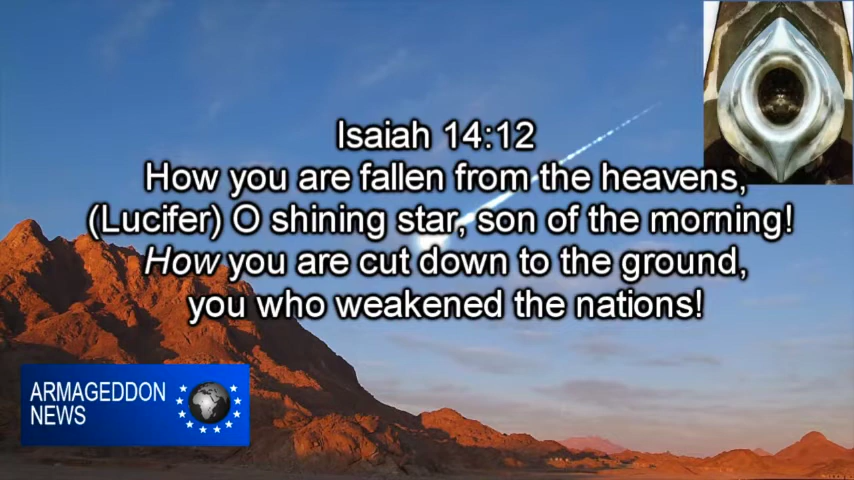 Isaiah 14:12
How you are fallen from the heavens,
(Lucifer) O shining star, son of the morning!
How you are cut down to the ground,
you who weakened the nations!
ARMAGEDDON
NEWS